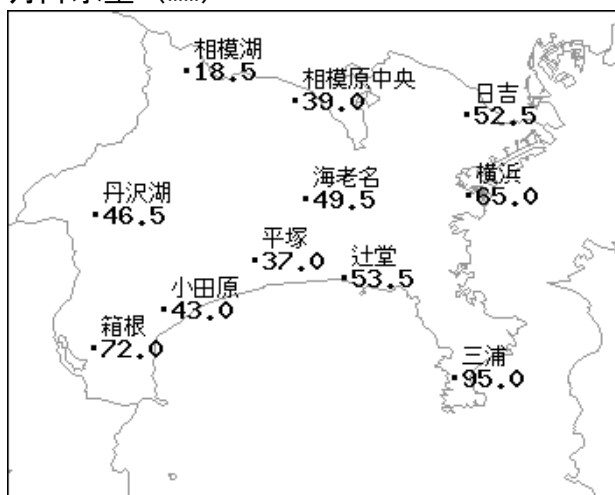 相模湖
18.5
相模原中央
39.0
日吉
52.5
海老名
49.5
横浜
65.0
丹沢湖
46.5
平塚
37.0
辻堂
53.5
小田原
43.0
箱根
72.0
三浦
95.0